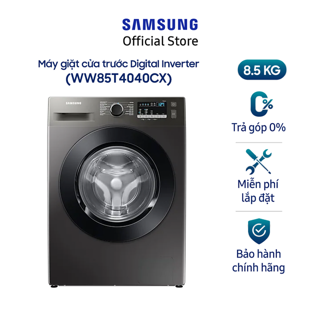 SAMSUNG
Official Store
Máy giặt cửa trước Digital Inverter
(WW85T4040CX)
8.5 KG
0%
Trả góp 0%
Miễn phí
lắp đặt
Bảo hành
chính hãng
SAMSUNG